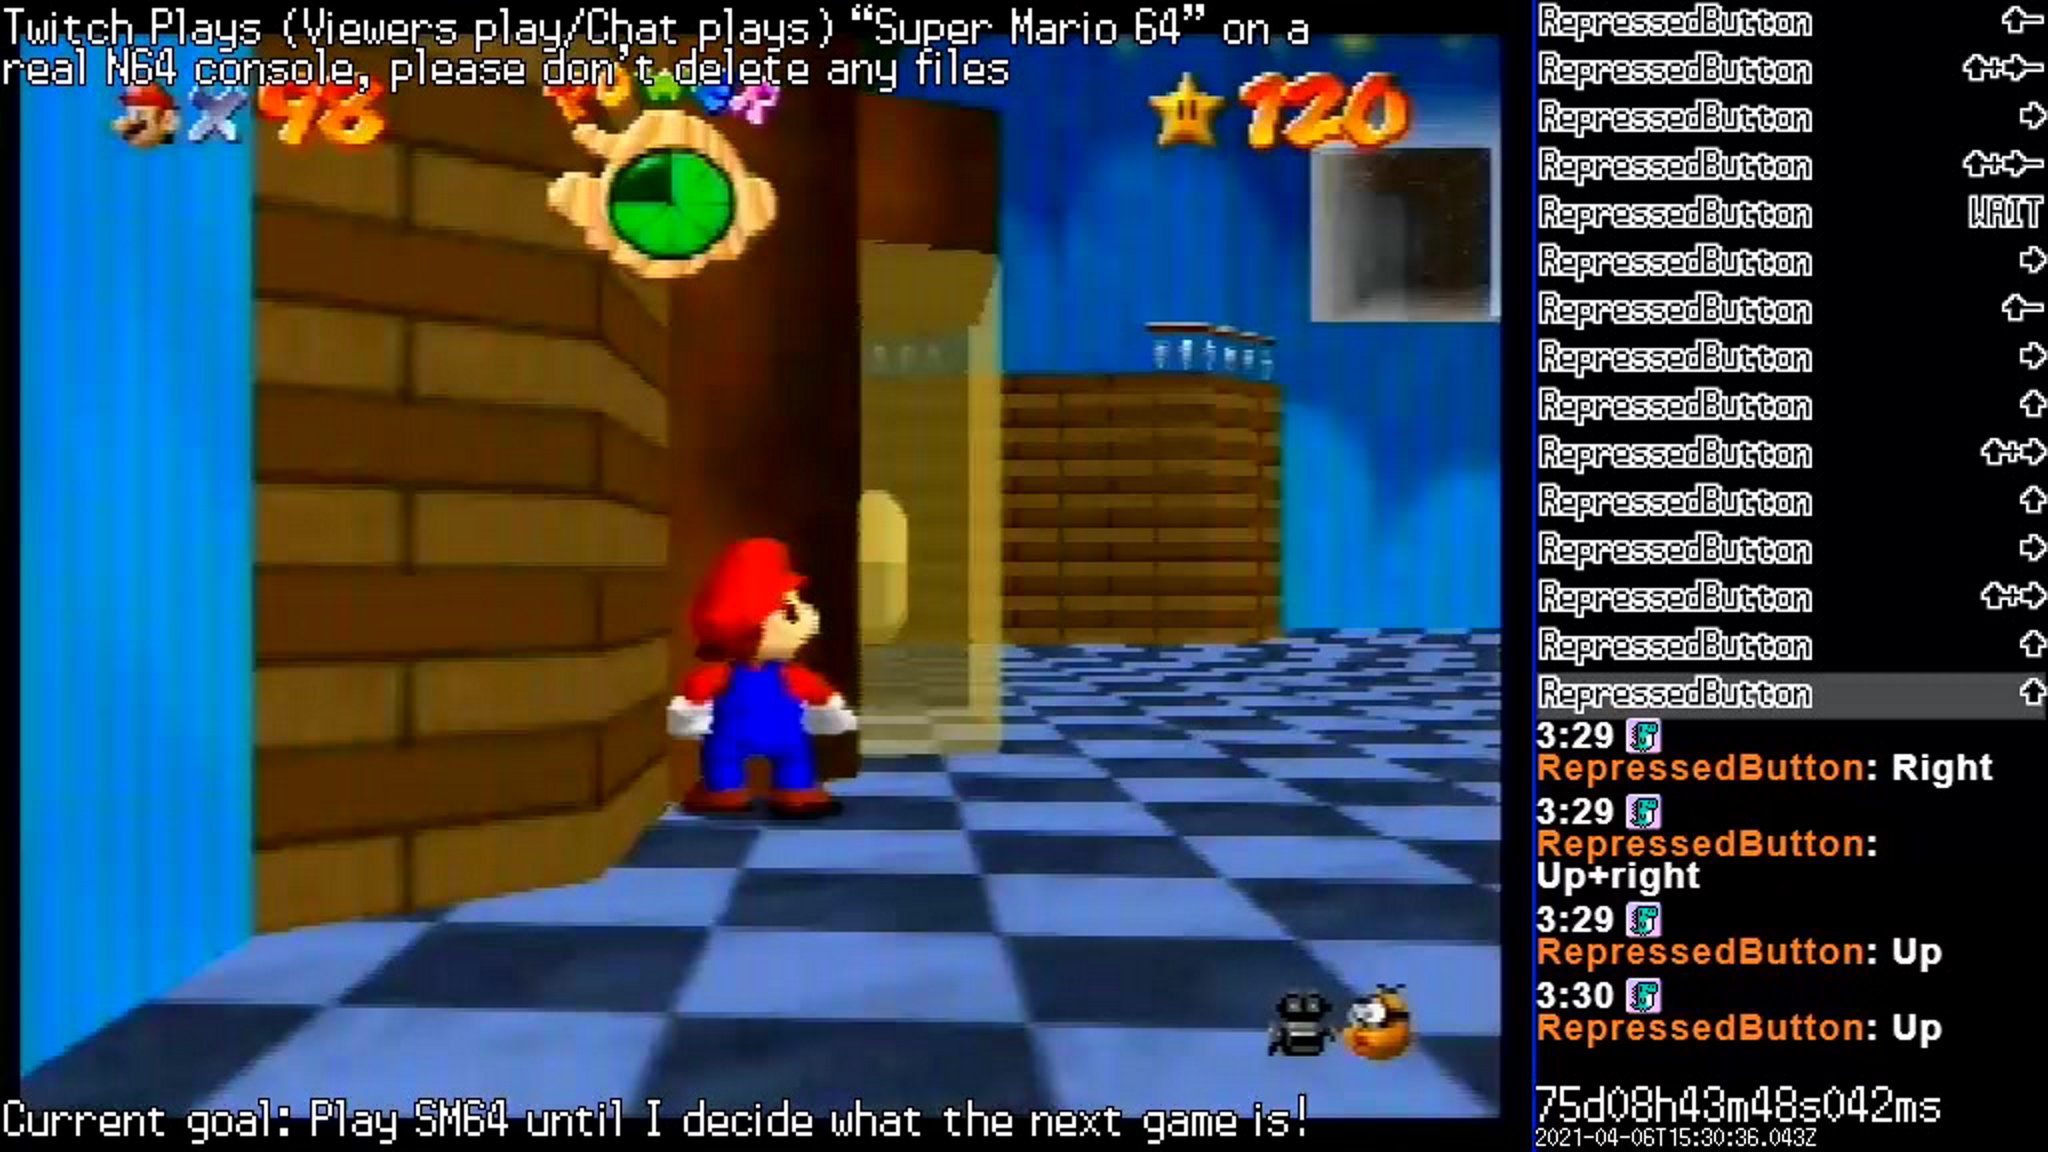 Twitch Plays (Viewers play/Chat plays) “Super Mario 64” on a
real N64 console, please don't delete any files
X 96
POWER
120
RepressedButton
RepressedButton
RepressedButton
RepressedButton
RepressedButton WAIT
RepressedButton
RepressedButton
RepressedButton
RepressedButton
RepressedButton
RepressedButton
RepressedButton
RepressedButton
RepressedButton
RepressedButton
3:29
RepressedButton: Right
3:29
RepressedButton:
Up+right
3:29
RepressedButton: Up
3:30
RepressedButton: Up
75d08h43m48s042ms
2021-04-06T15:30:36.043Z
Current goal: Play SM64 until I decide what the next game is!